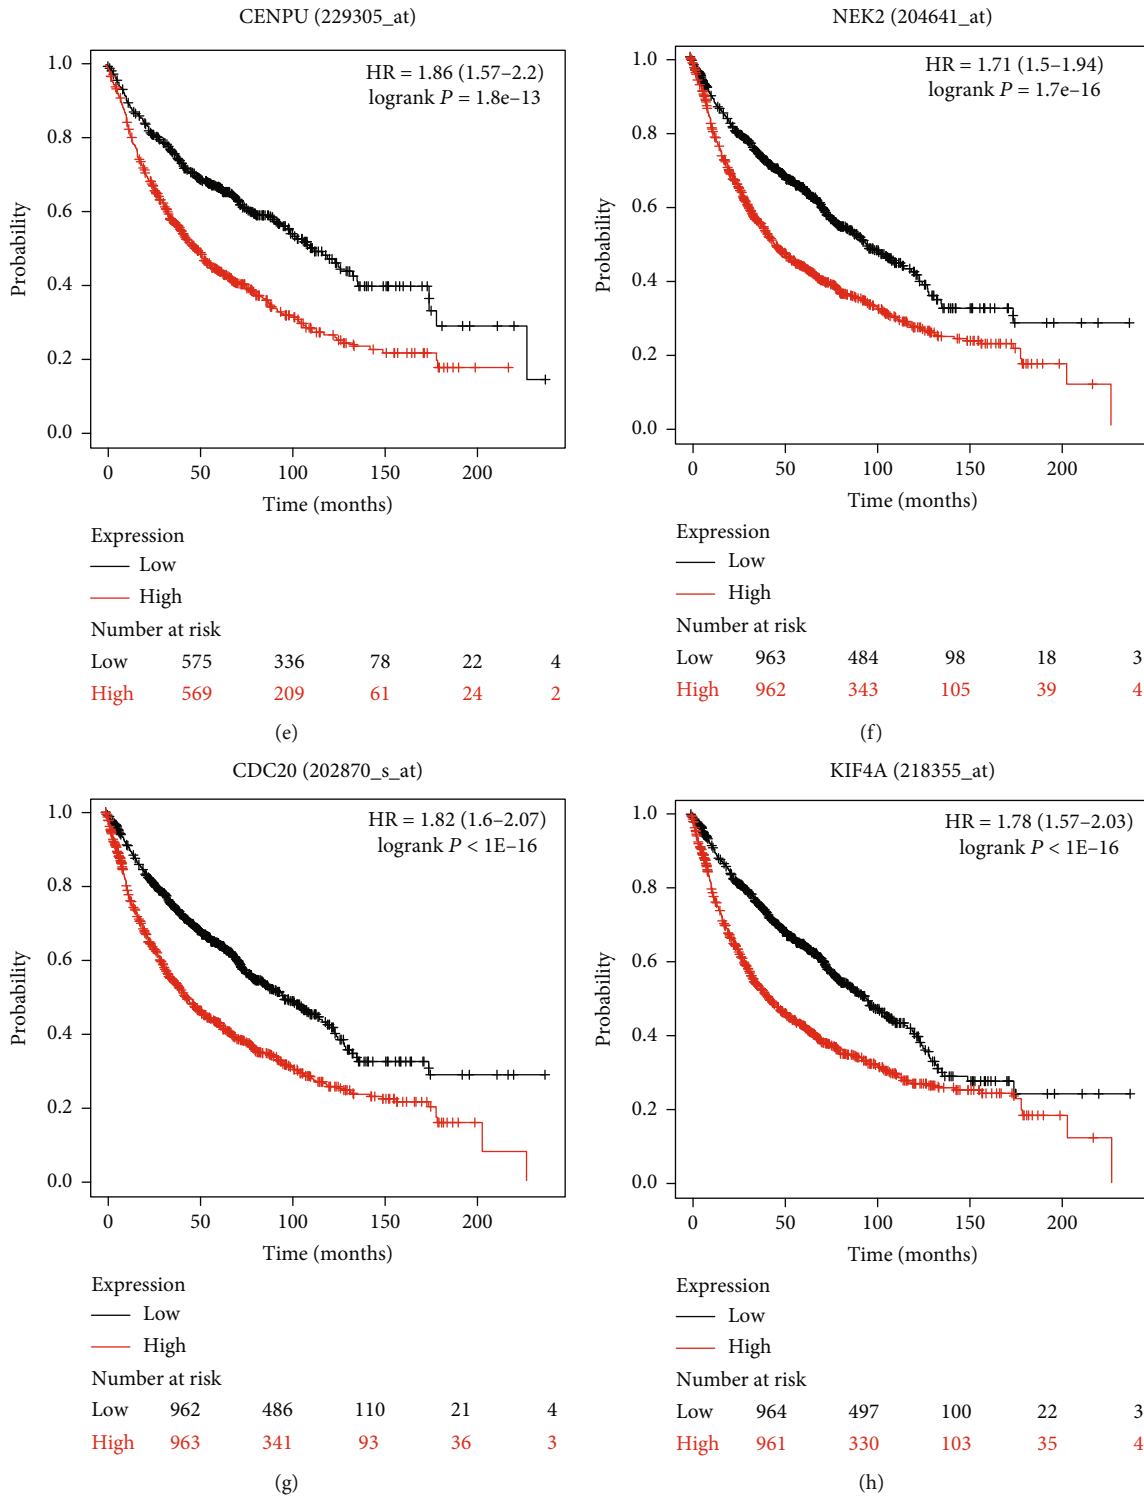 CENPU (229305_at)
HR = 1.86 (1.57–2.2)
logrank P = 1.8e–13
Probability
1.0
0.8
0.6
0.4
0.2
0.0
0 50 100 150 200
Time (months)
Expression
Low
High
Number at risk
Low 575 336 78 22 4
High 569 209 61 24 2
(e)
NEK2 (204641_at)
HR = 1.71 (1.5–1.94)
logrank P = 1.7e–16
Probability
1.0
0.8
0.6
0.4
0.2
0.0
0 50 100 150 200
Time (months)
Expression
Low
High
Number at risk
Low 963 484 98 18 3
High 962 343 105 39 4
(f)
CDC20 (202870_s_at)
HR = 1.82 (1.6–2.07)
logrank P < 1E–16
Probability
1.0
0.8
0.6
0.4
0.2
0.0
0 50 100 150 200
Time (months)
Expression
Low
High
Number at risk
Low 962 486 110 21 4
High 963 341 93 36 3
(g)
KIF4A (218355_at)
HR = 1.78 (1.57–2.03)
logrank P < 1E–16
Probability
1.0
0.8
0.6
0.4
0.2
0.0
0 50 100 150 200
Time (months)
Expression
Low
High
Number at risk
Low 964 497 100 22 3
High 961 330 103 35 4
(h)